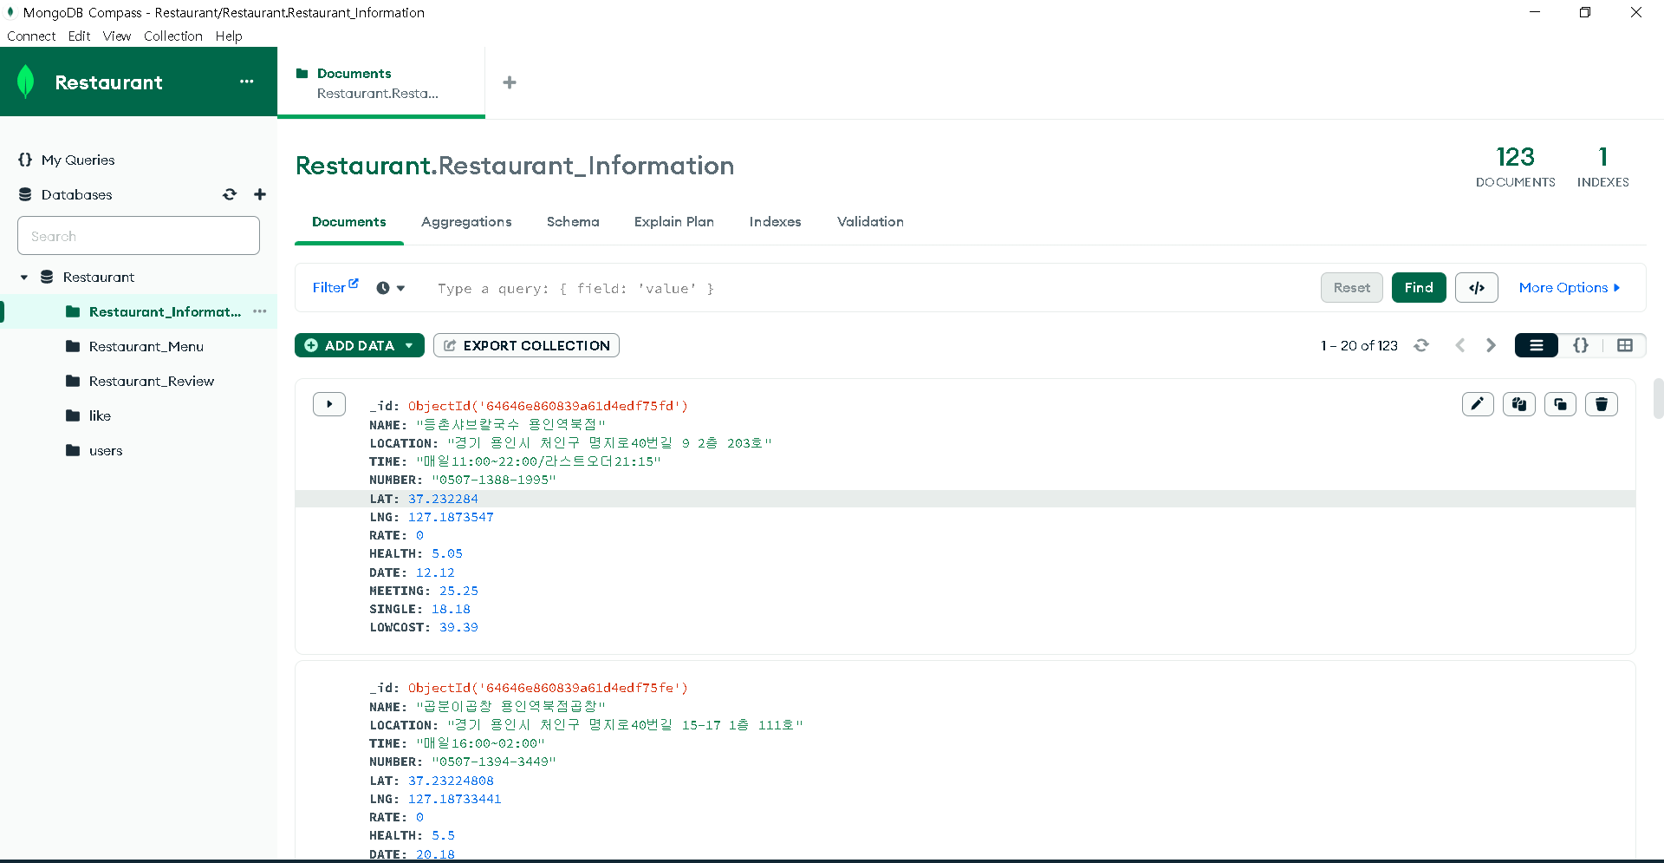 MongoDB Compass - Restaurant/Restaurant.Restaurant_Information
Connect Edit View Collection Help
Restaurant
Documents
Restaurant.Resta...
My Queries
Databases
Search
Restaurant
Restaurant_Informat...
Restaurant_Menu
Restaurant_Review
like
users
Restaurant.Restaurant_Information
123
DOCUMENTS
1
INDEXES
Documents Aggregations Schema Explain Plan Indexes Validation
Filter Type a query: { field: 'value' } Reset Find </> More Options
ADD DATA EXPORT COLLECTION 1 – 20 of 123 {}
_id: ObjectId('64646e860839a61d4edf75fd')
NAME: "등촌샤브칼국수 용인역북점"
LOCATION: "경기 용인시 처인구 명지로40번길 9 2층 203호"
TIME: "매일11:00~22:00/라스트오더21:15"
NUMBER: "0507-1388-1995"
LAT: 37.232284
LNG: 127.1873547
RATE: 0
HEALTH: 5.05
DATE: 12.12
MEETING: 25.25
SINGLE: 18.18
LOWCOST: 39.39
_id: ObjectId('64646e860839a61d4edf75fe')
NAME: "곱분이곱창 용인역북점곱창"
LOCATION: "경기 용인시 처인구 명지로40번길 15-17 1층 111호"
TIME: "매일16:00~02:00"
NUMBER: "0507-1394-3449"
LAT: 37.23224808
LNG: 127.18733441
RATE: 0
HEALTH: 5.5
DATE: 20.18